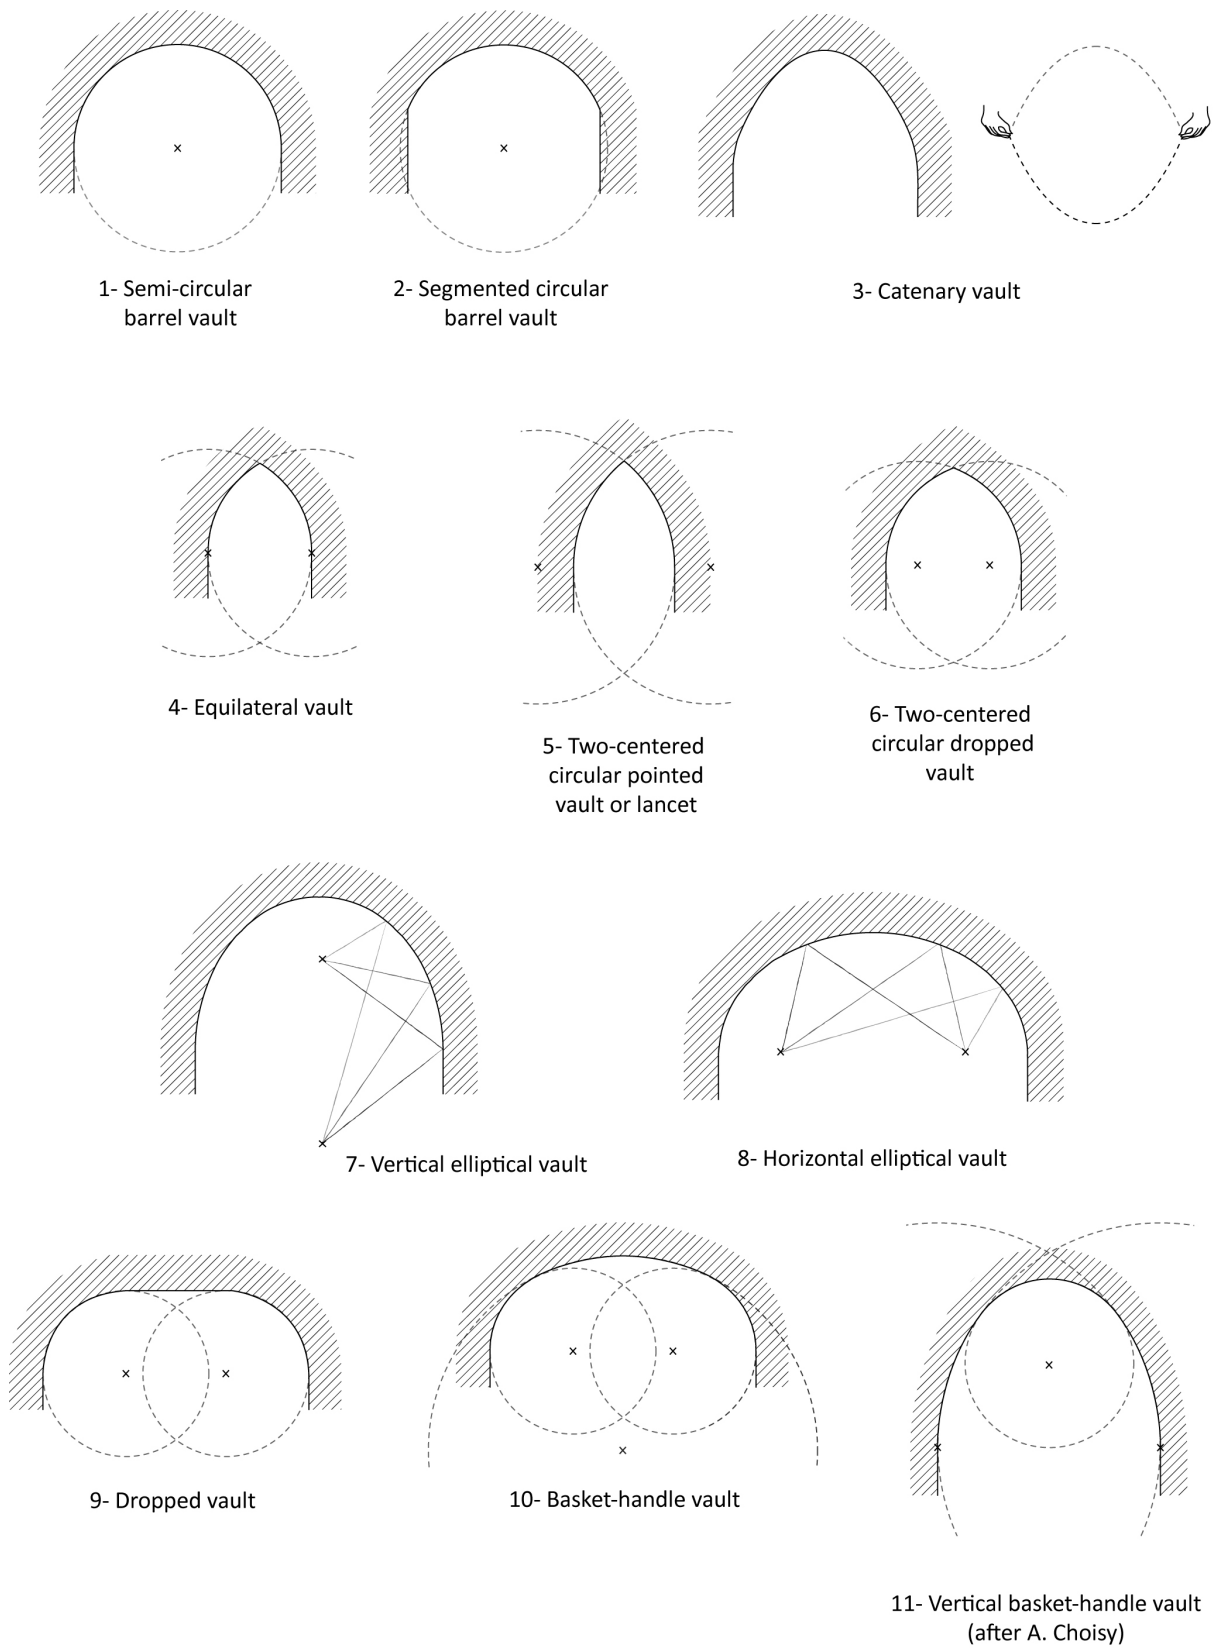 1- Semi-circular
barrel vault
2- Segmented circular
barrel vault
3- Catenary vault
4- Equilateral vault
5- Two-centered
circular pointed
vault or lancet
6- Two-centered
circular dropped
vault
7- Vertical elliptical vault
8- Horizontal elliptical vault
9- Dropped vault
10- Basket-handle vault
11- Vertical basket-handle vault
(after A. Choisy)